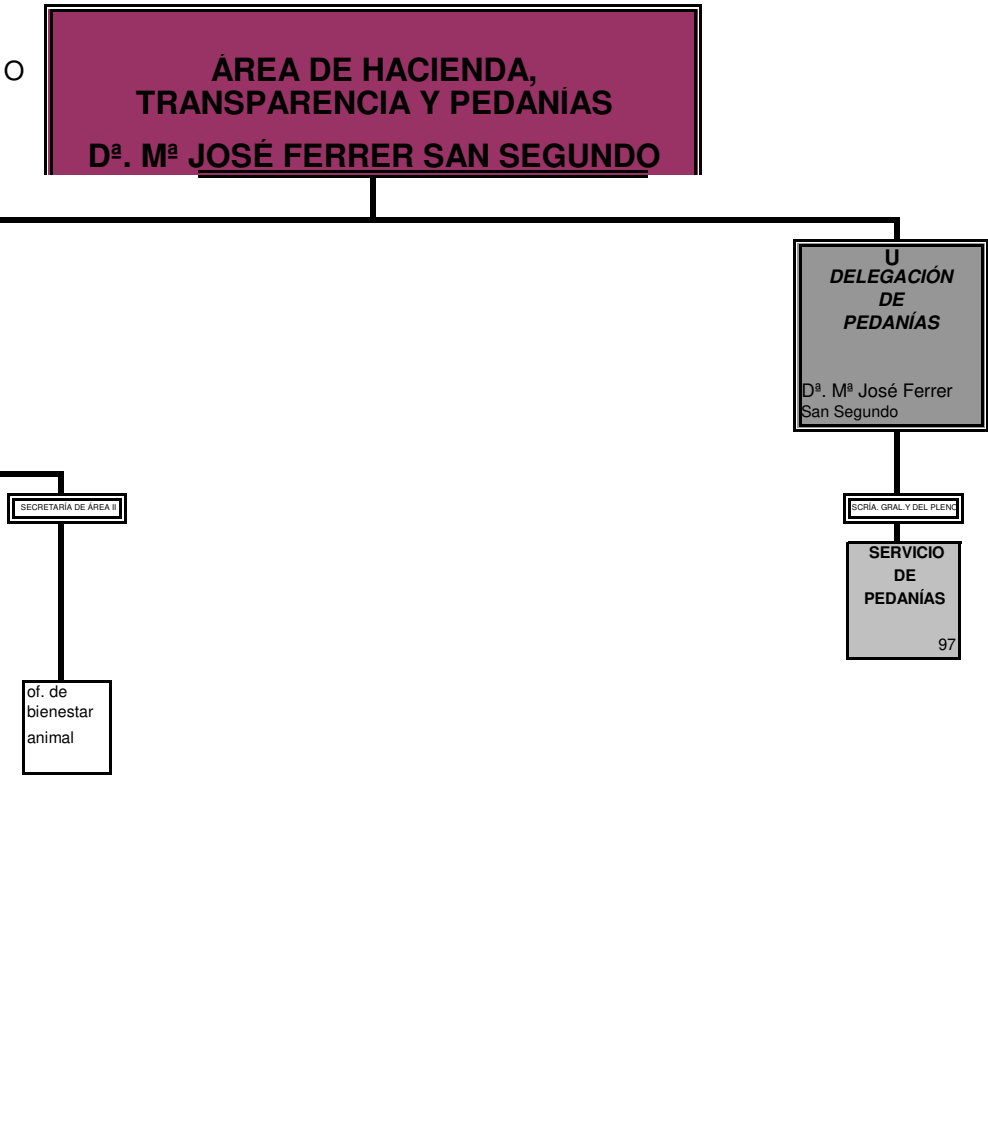 O
ÁREA DE HACIENDA,
TRANSPARENCIA Y PEDANÍAS
Dª. Mª JOSÉ FERRER SAN SEGUNDO
U
DELEGACIÓN
DE
PEDANÍAS
Dª. Mª José Ferrer
San Segundo
SECRETARÍA DE ÁREA II
SCRÍA. GRAL.Y DEL PLENO
SERVICIO
DE
PEDANÍAS
97
of. de
bienestar
animal